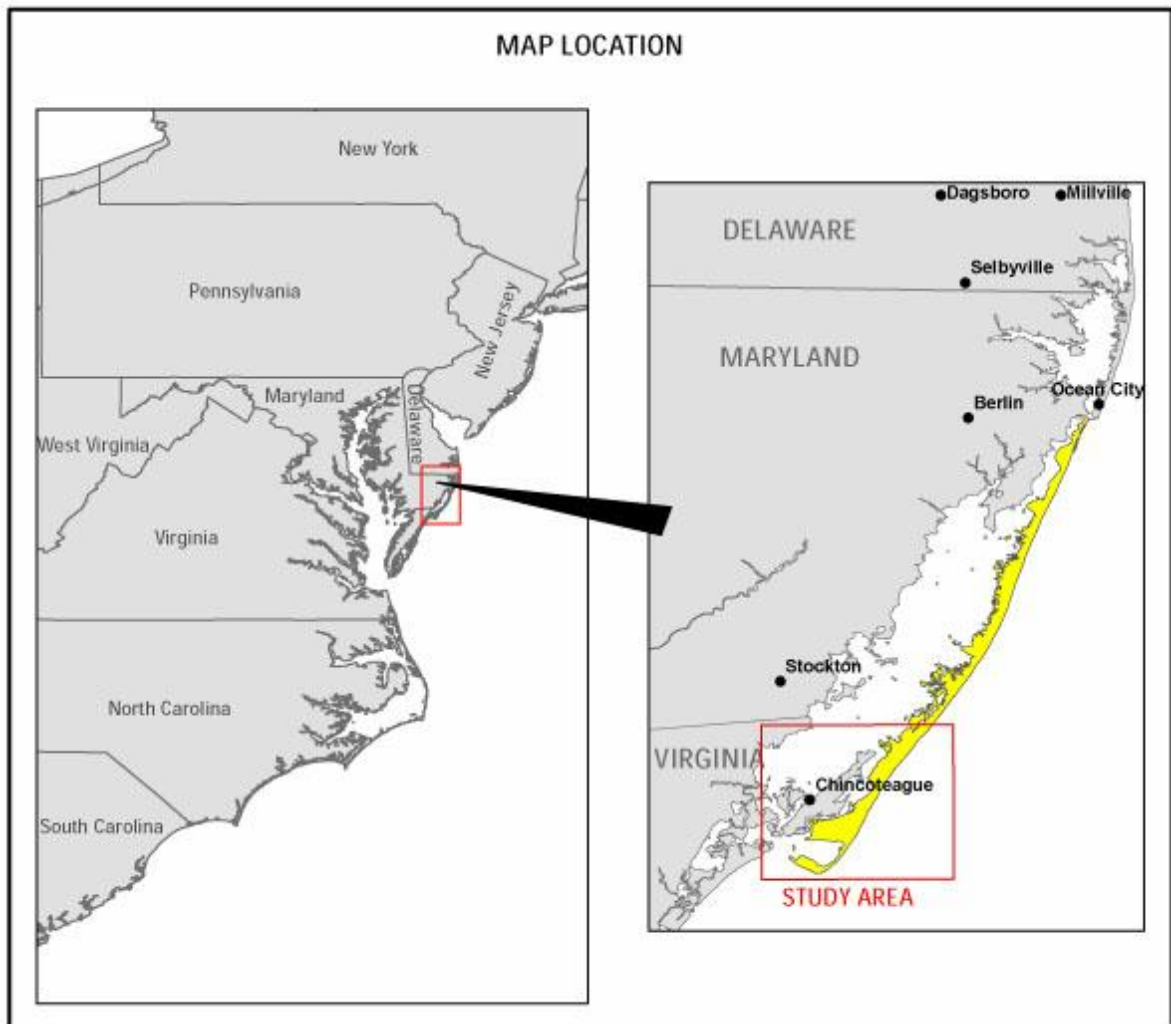 MAP LOCATION
New York
Pennsylvania
New Jersey
Maryland
Delaware
West Virginia
Virginia
North Carolina
South Carolina
Dagsboro
Millville
DELAWARE
Selbyville
MARYLAND
Ocean City
Berlin
Stockton
VIRGINIA
Chincoteague
STUDY AREA